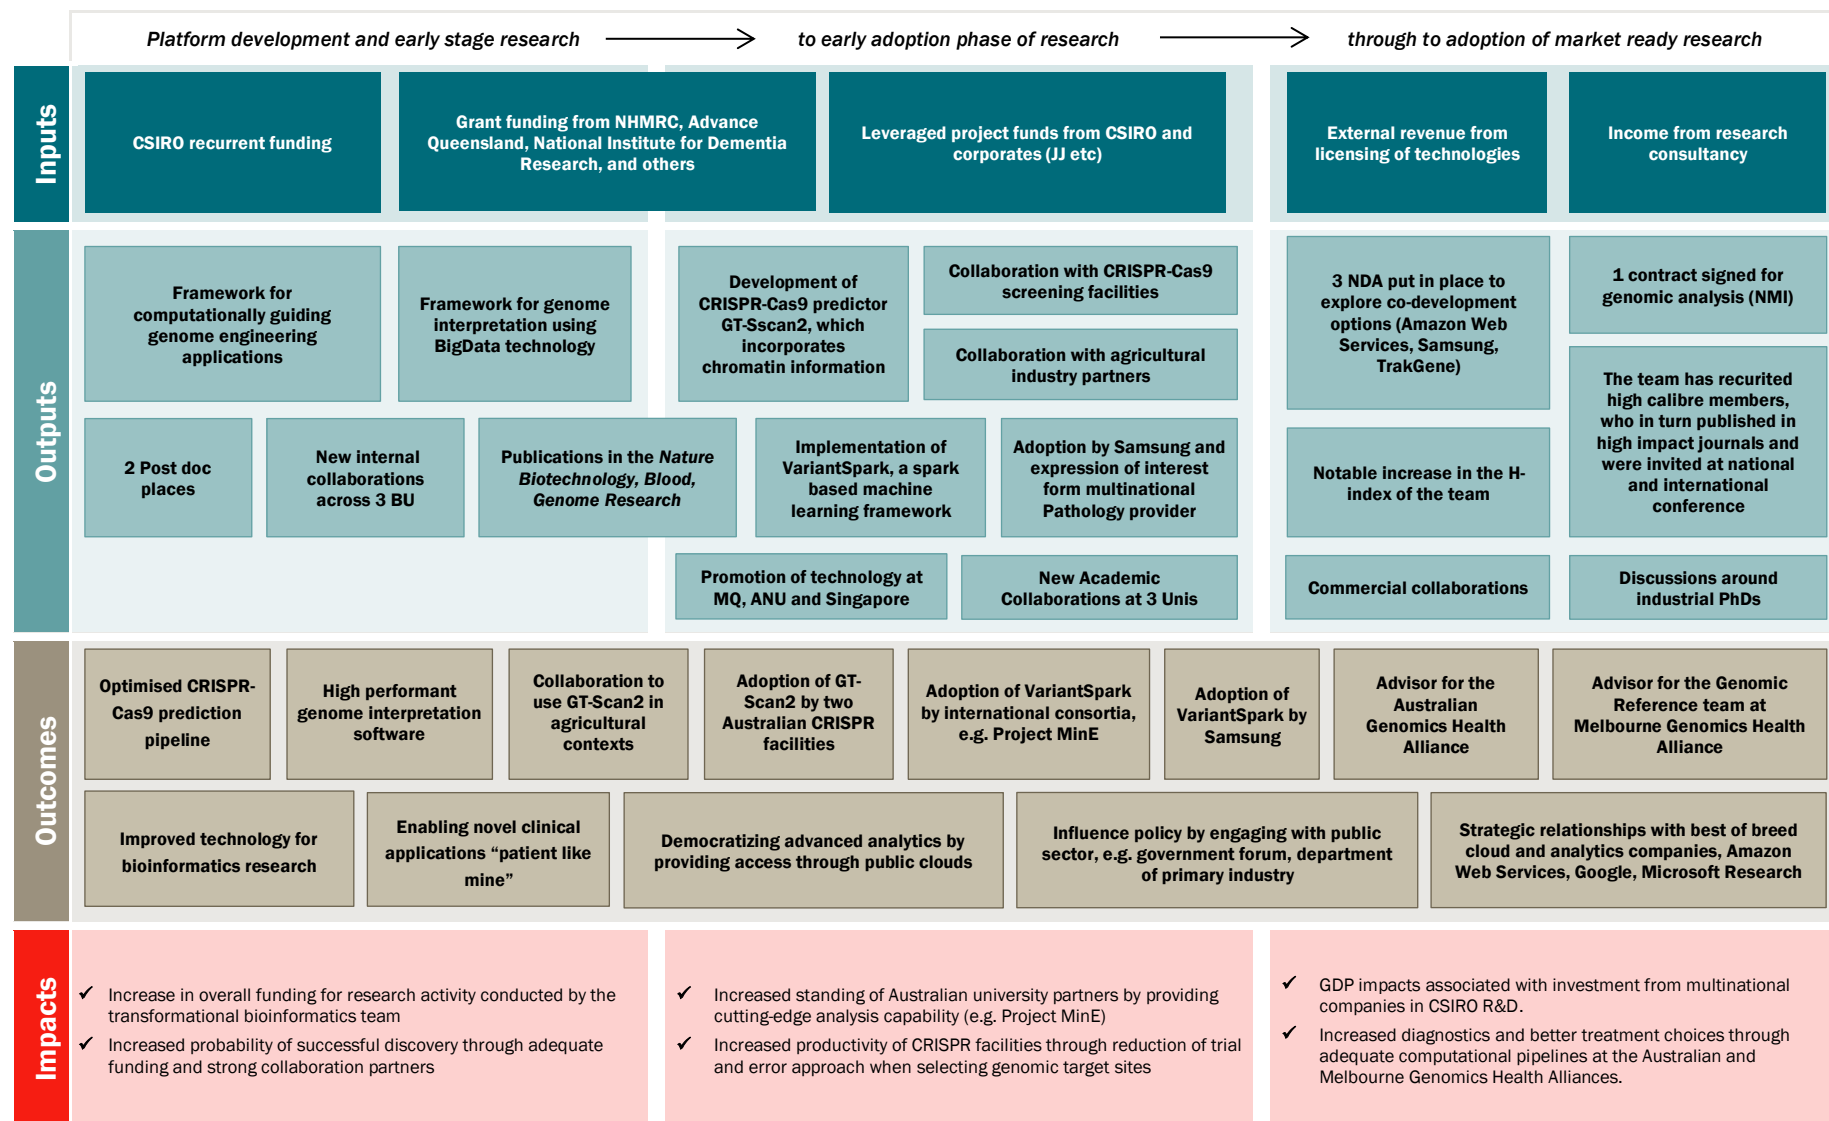 Platform development and early stage research
to early adoption phase of research
through to adoption of market ready research
Inputs
CSIRO recurrent funding
Grant funding from NHMRC, Advance
Queensland, National Institute for Dementia
Research, and others
Leveraged project funds from CSIRO and
corporates (JJ etc)
External revenue from
licensing of technologies
Income from research
consultancy
Outputs
Framework for
computationally guiding
genome engineering
applications
Framework for genome
interpretation using
BigData technology
Development of
CRISPR-Cas9 predictor
GT-Sscan2, which
incorporates
chromatin information
Collaboration with CRISPR-Cas9
screening facilities
Collaboration with agricultural
industry partners
3 NDA put in place to
explore co-development
options (Amazon Web
Services, Samsung,
TrakGene)
1 contract signed for
genomic analysis (NMI)
2 Post doc
places
New internal
collaborations
across 3 BU
Publications in the Nature
Biotechnology, Blood,
Genome Research
Implementation of
VariantSpark, a spark
based machine
learning framework
Adoption by Samsung and
expression of interest
form multinational
Pathology provider
Notable increase in the H-
index of the team
The team has recurited
high calibre members,
who in turn published in
high impact journals and
were invited at national
and international
conference
Promotion of technology at
MQ, ANU and Singapore
New Academic
Collaborations at 3 Unis
Commercial collaborations
Discussions around
industrial PhDs
Outcomes
Optimised CRISPR-
Cas9 prediction
pipeline
High performant
genome interpretation
software
Collaboration to
use GT-Scan2 in
agricultural
contexts
Adoption of GT-
Scan2 by two
Australian CRISPR
facilities
Adoption of VariantSpark
by international consortia,
e.g. Project MinE
Adoption of
VariantSpark by
Samsung
Advisor for the
Australian
Genomics Health
Alliance
Advisor for the Genomic
Reference team at
Melbourne Genomics Health
Alliance
Improved technology for
bioinformatics research
Enabling novel clinical
applications “patient like
mine”
Democratizing advanced analytics by
providing access through public clouds
Influence policy by engaging with public
sector, e.g. government forum, department
of primary industry
Strategic relationships with best of breed
cloud and analytics companies, Amazon
Web Services, Google, Microsoft Research
Impacts
✓ Increase in overall funding for research activity conducted by the
transformational bioinformatics team
✓ Increased probability of successful discovery through adequate
funding and strong collaboration partners
✓ Increased standing of Australian university partners by providing
cutting-edge analysis capability (e.g. Project MinE)
✓ Increased productivity of CRISPR facilities through reduction of trial
and error approach when selecting genomic target sites
✓ GDP impacts associated with investment from multinational
companies in CSIRO R&D.
✓ Increased diagnostics and better treatment choices through
adequate computational pipelines at the Australian and
Melbourne Genomics Health Alliances.